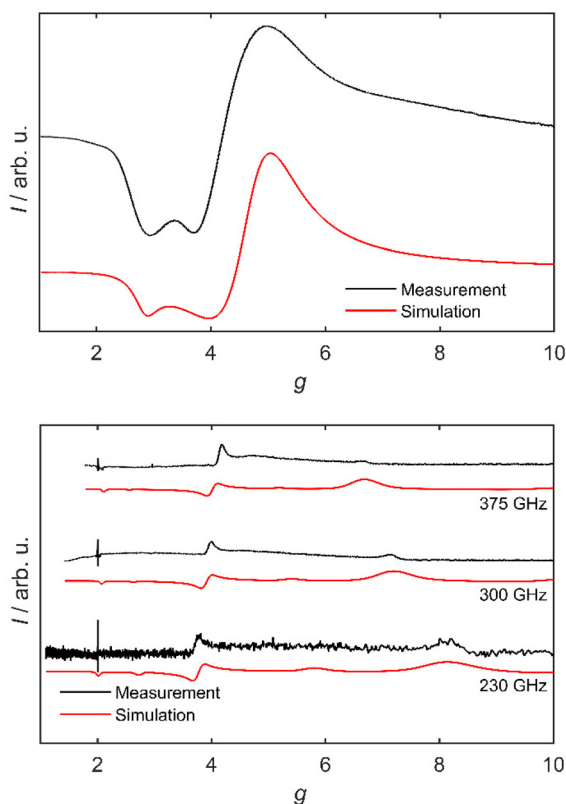 I / arb. u.
Measurement
Simulation
2 4 6 8 10
g
I / arb. u.
375 GHz
300 GHz
230 GHz
Measurement
Simulation
2 4 6 8 10
g